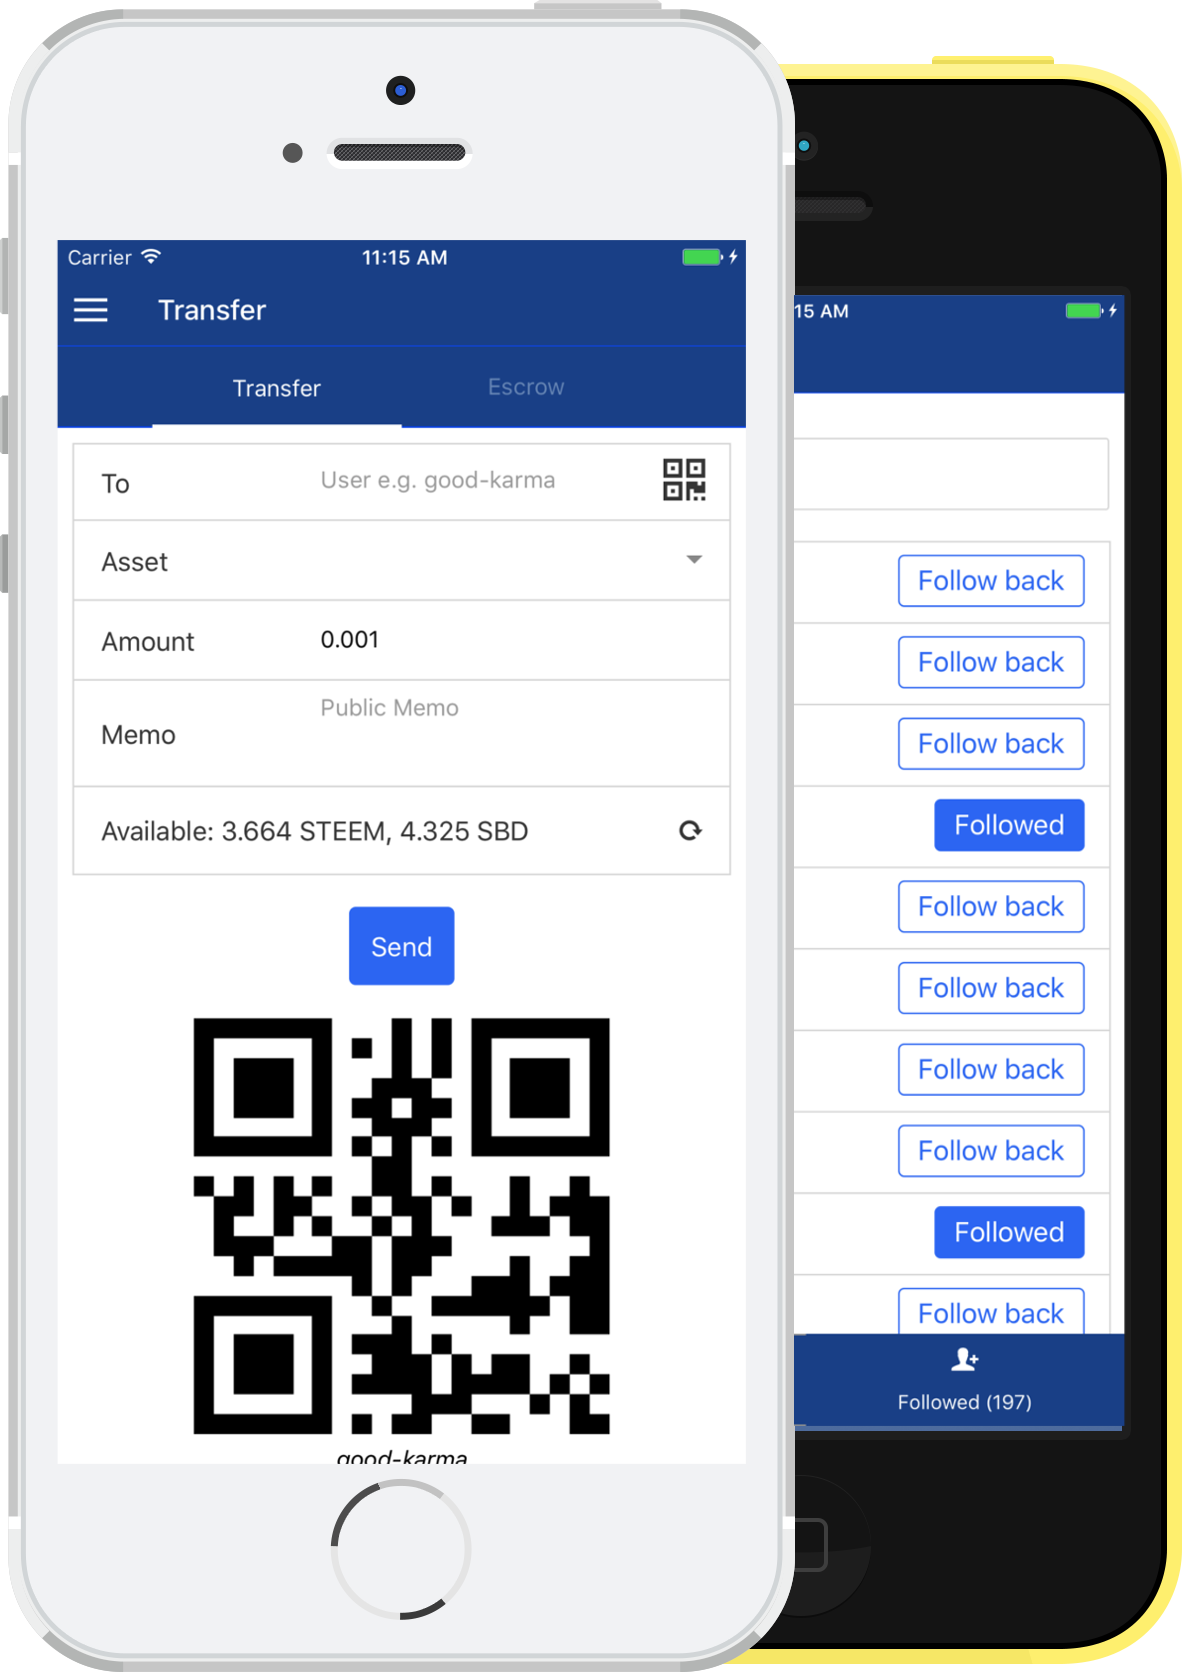 Carrier 11:15 AM
Transfer
Transfer Escrow
To User e.g. good-karma
Asset
Amount 0.001
Memo Public Memo
Available: 3.664 STEEM, 4.325 SBD
Send
good-karma
15 AM
Follow back
Follow back
Follow back
Followed
Follow back
Follow back
Follow back
Follow back
Followed
Follow back
Followed (197)